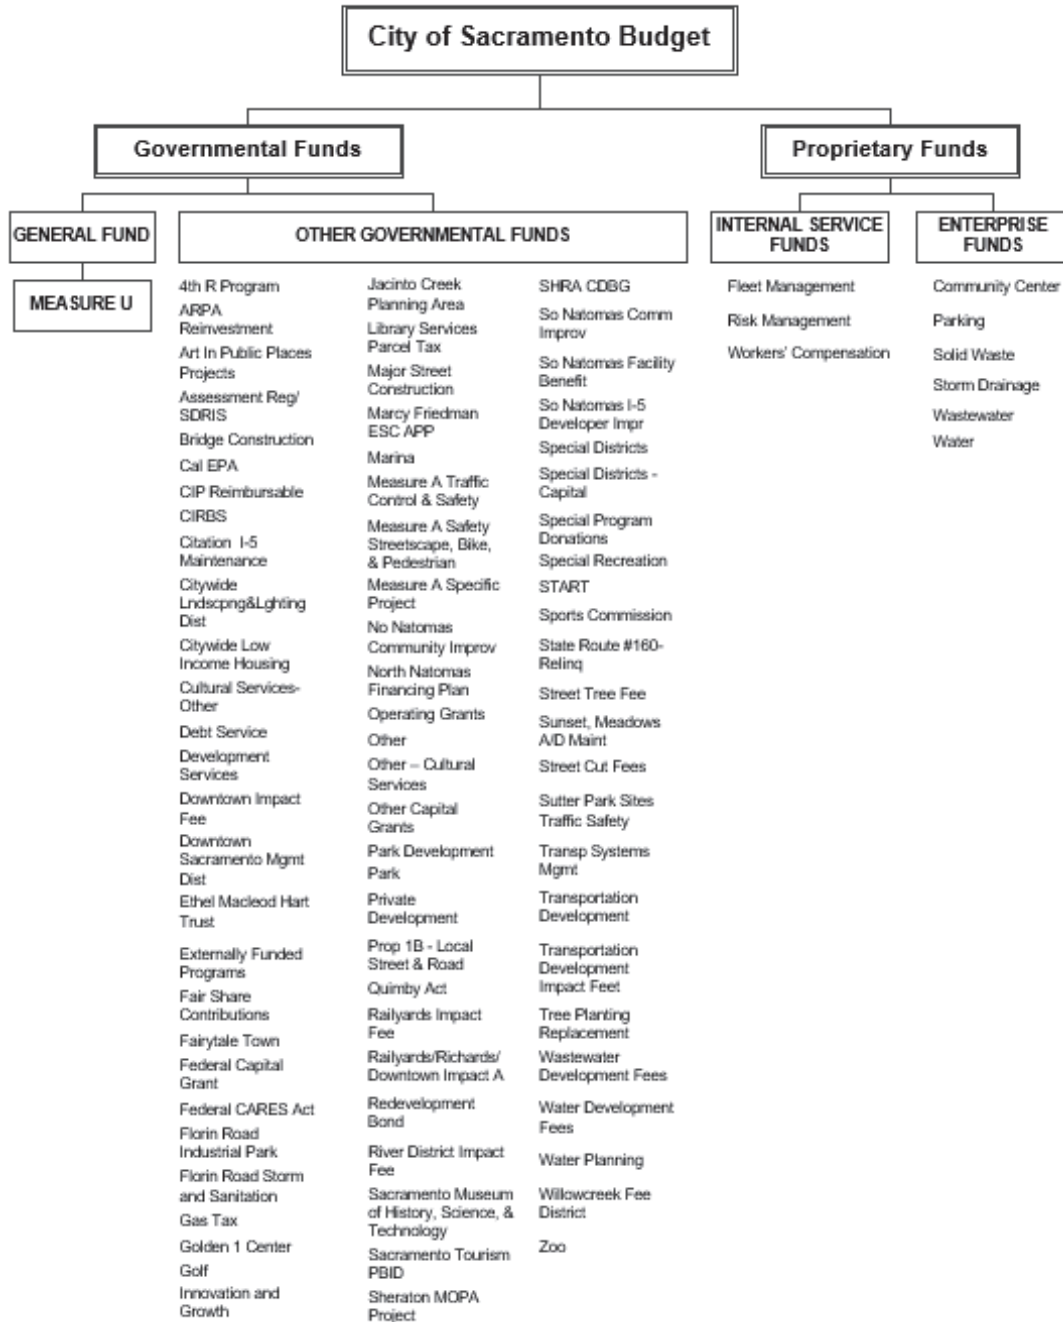 City of Sacramento Budget
Governmental Funds
Proprietary Funds
GENERAL FUND
MEASURE U
OTHER GOVERNMENTAL FUNDS
4th R Program
ARPA
Reinvestment
Art In Public Places
Projects
Assessment Reg/
SDRIS
Bridge Construction
Cal EPA
CIP Reimbursable
CIRBS
Citation I-5
Maintenance
Citywide
Lndscpng&Lghting
Dist
Citywide Low
Income Housing
Cultural Services-
Other
Debt Service
Development
Services
Downtown Impact
Fee
Downtown
Sacramento Mgmt
Dist
Ethel Macleod Hart
Trust
Externally Funded
Programs
Fair Share
Contributions
Fairytale Town
Federal Capital
Grant
Federal CARES Act
Florin Road
Industrial Park
Florin Road Storm
and Sanitation
Gas Tax
Golden 1 Center
Golf
Innovation and
Growth
Jacinto Creek
Planning Area
Library Services
Parcel Tax
Major Street
Construction
Marcy Friedman
ESC APP
Marina
Measure A Traffic
Control & Safety
Measure A Safety
Streetscape, Bike,
& Pedestrian
Measure A Specific
Project
No Natomas
Community Improv
North Natomas
Financing Plan
Operating Grants
Other
Other – Cultural
Services
Other Capital
Grants
Park Development
Park
Private
Development
Prop 1B - Local
Street & Road
Quimby Act
Railyards Impact
Fee
Railyards/Richards/
Downtown Impact A
Redevelopment
Bond
River District Impact
Fee
Sacramento Museum
of History, Science, &
Technology
Sacramento Tourism
PBID
Sheraton MOPA
Project
SHRA CDBG
So Natomas Comm
Improv
So Natomas Facility
Benefit
So Natomas I-5
Developer Impr
Special Districts
Special Districts -
Capital
Special Program
Donations
Special Recreation
START
Sports Commission
State Route #160-
Relinq
Street Tree Fee
Sunset, Meadows
A/D Maint
Street Cut Fees
Sutter Park Sites
Traffic Safety
Transp Systems
Mgmt
Transportation
Development
Transportation
Development
Impact Feet
Tree Planting
Replacement
Wastewater
Development Fees
Water Development
Fees
Water Planning
Willowcreek Fee
District
Zoo
INTERNAL SERVICE
FUNDS
Fleet Management
Risk Management
Workers' Compensation
ENTERPRISE
FUNDS
Community Center
Parking
Solid Waste
Storm Drainage
Wastewater
Water